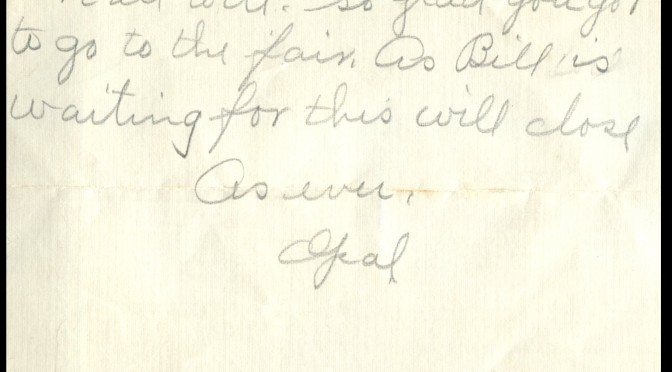 well. So glad you got
to go to the fair. As Bill is
waiting for this will close
As ever,
Opal